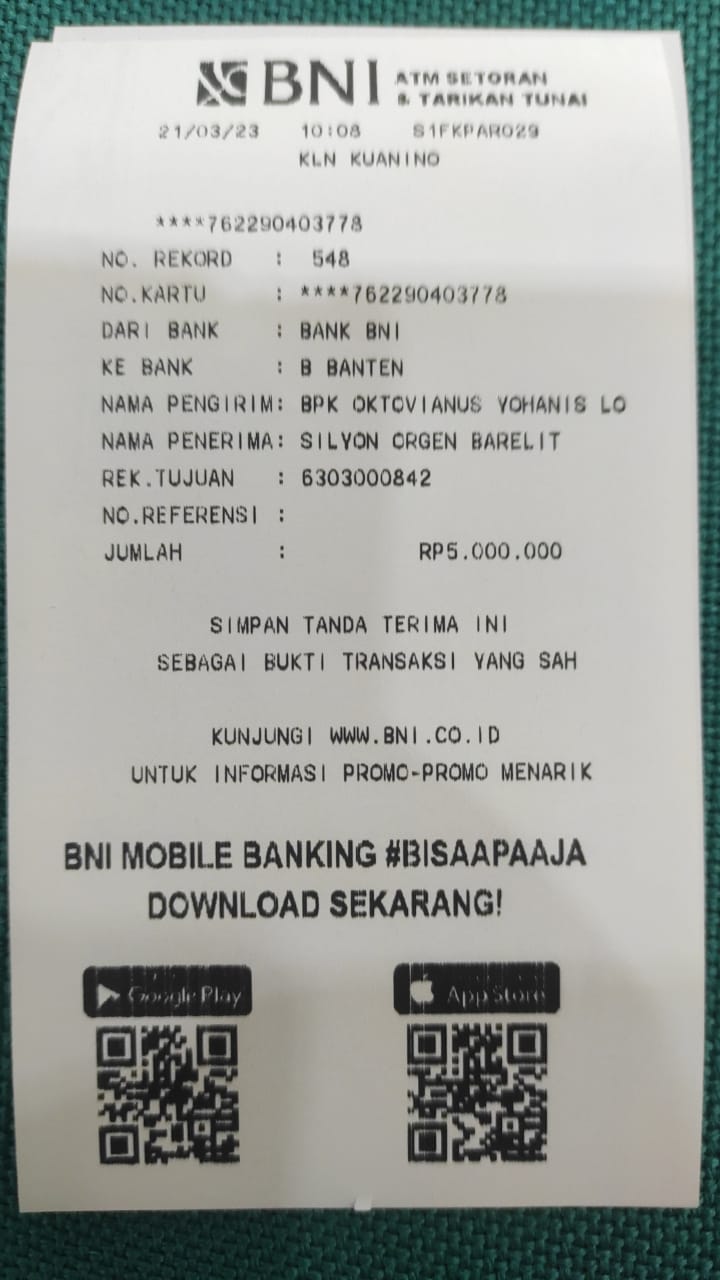 BNI ATM SETORAN
& TARIKAN TUNAI
21/03/23 10:08 S1FKPAR029
KLN KUANINO
****762290403778
NO. REKORD : 548
NO.KARTU : ****762290403778
DARI BANK : BANK BNI
KE BANK : B BANTEN
NAMA PENGIRIM: BPK OKTOVIANUS YOHANIS LO
NAMA PENERIMA: SILYON ORGEN BARELIT
REK.TUJUAN : 6303000842
NO.REFERENSI :
JUMLAH : RP5.000.000
SIMPAN TANDA TERIMA INI
SEBAGAI BUKTI TRANSAKSI YANG SAH
KUNJUNGI WWW.BNI.CO.ID
UNTUK INFORMASI PROMO-PROMO MENARIK
BNI MOBILE BANKING #BISAAPAAJA
DOWNLOAD SEKARANG!
Google Play App Store